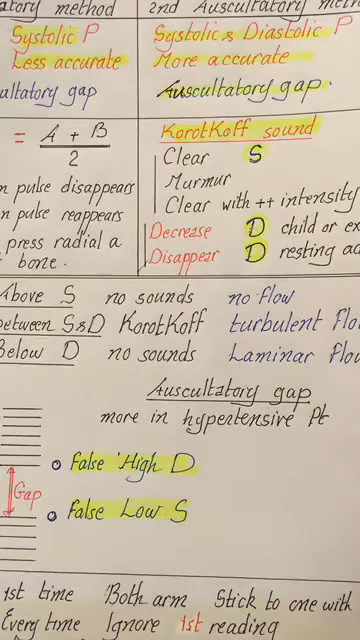 atory method
Systolic P
Less accurate
ultatory gap
= A + B
2
n pulse disappears
n pulse reappears
press radial a
bone.
2nd Auscultatory met
Systolic & Diastolic P
More accurate
Auscultatory gap.
Korotkoff sound
Clear S
Murmur
Clear with ++ intensity
Decrease D child or ex
Disappear D resting ad
Above S no sounds no flow
between S&D Korotkoff turbulent flo
Below D no sounds Laminar flow
Auscultatory gap
more in hypertensive Pt
Gap
false High D
false Low S
1st time Both arm Stick to one with
Every time Ignore 1st reading